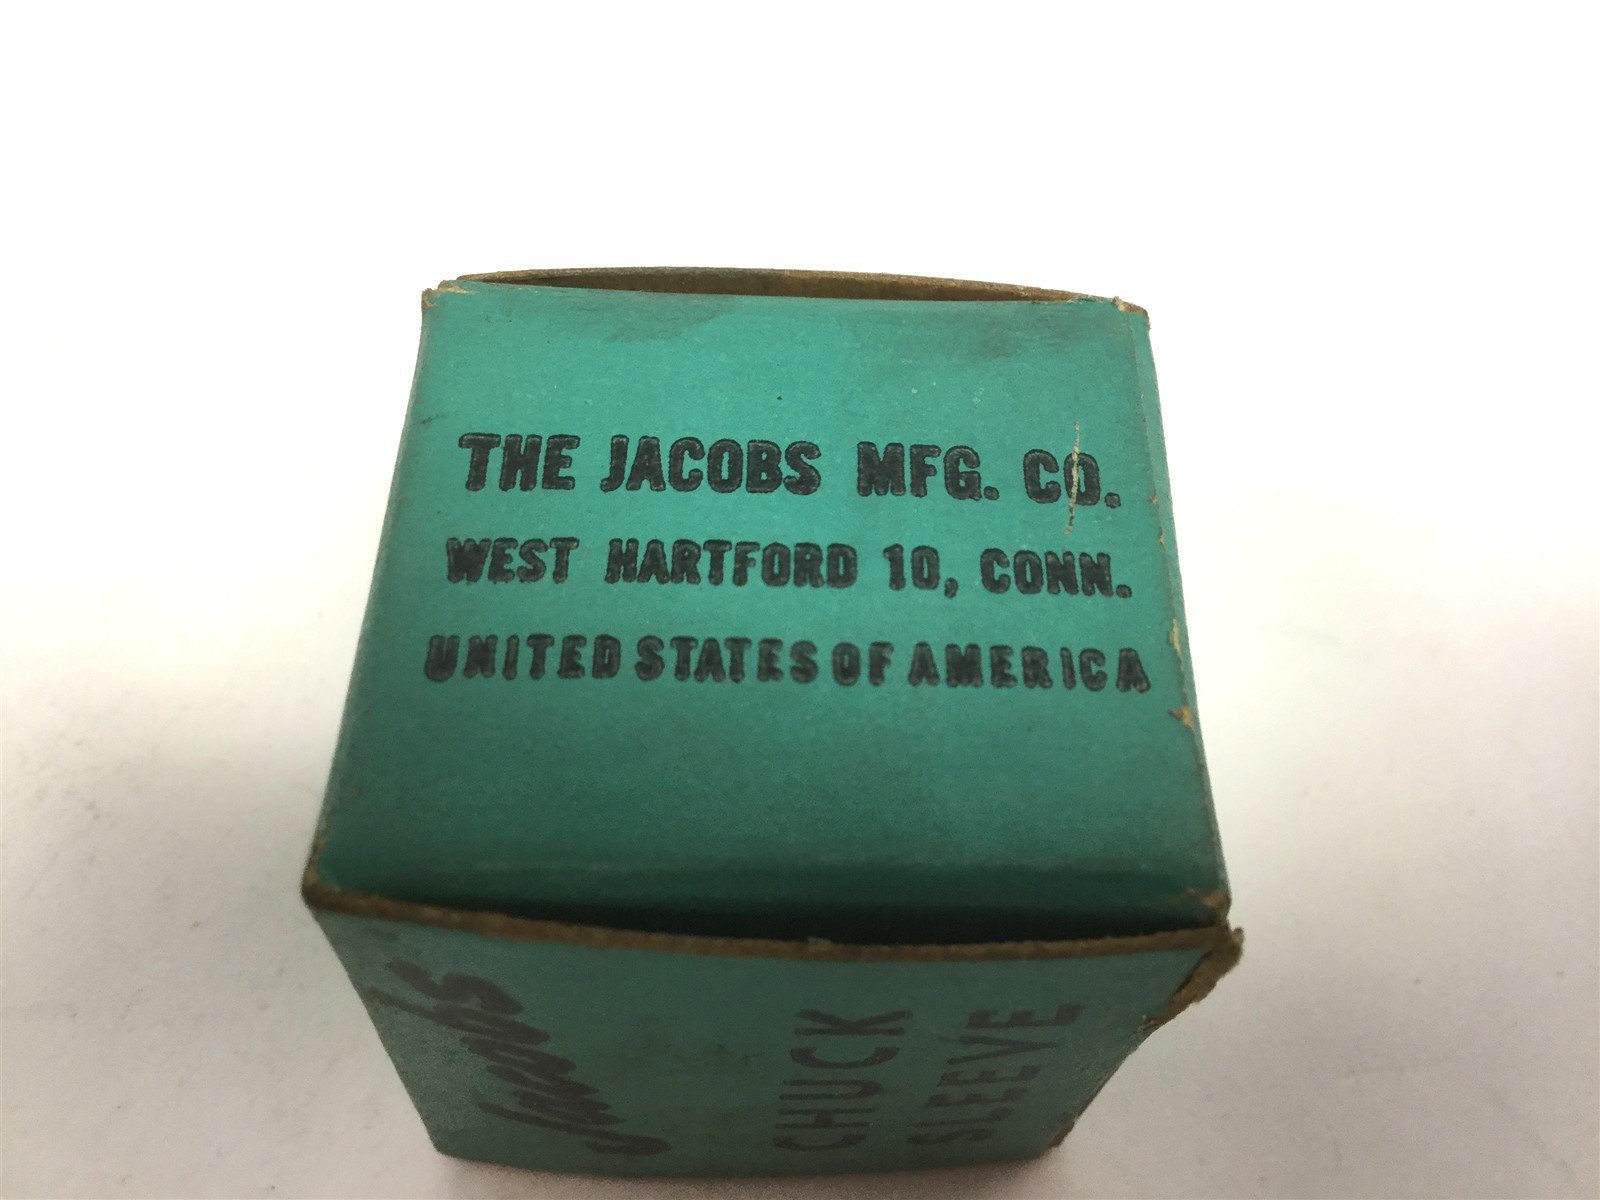 THE JACOBS MFG. CO.
WEST HARTFORD 10, CONN.
UNITED STATES OF AMERICA
Jacobs
CHUCK
SLEEVE